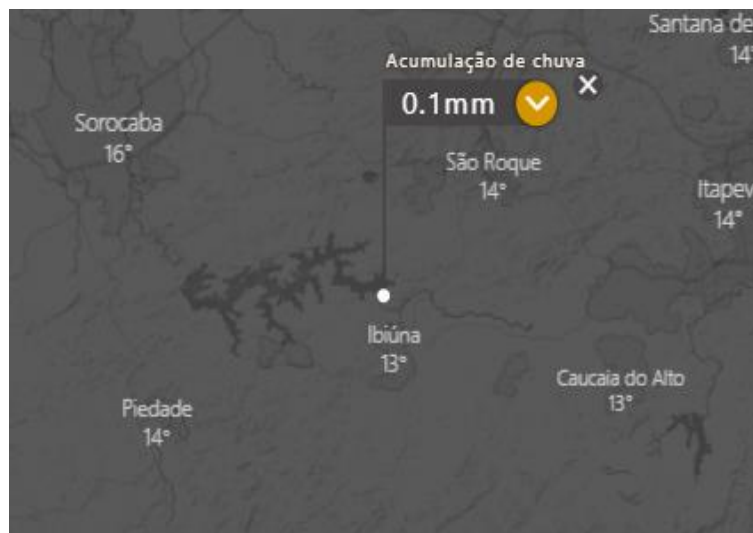 Santana de
14°
Acumulação de chuva
0.1mm
Sorocaba
16°
São Roque
14°
Itapev
14°
Ibiúna
13°
Caucaia do Alto
13°
Piedade
14°